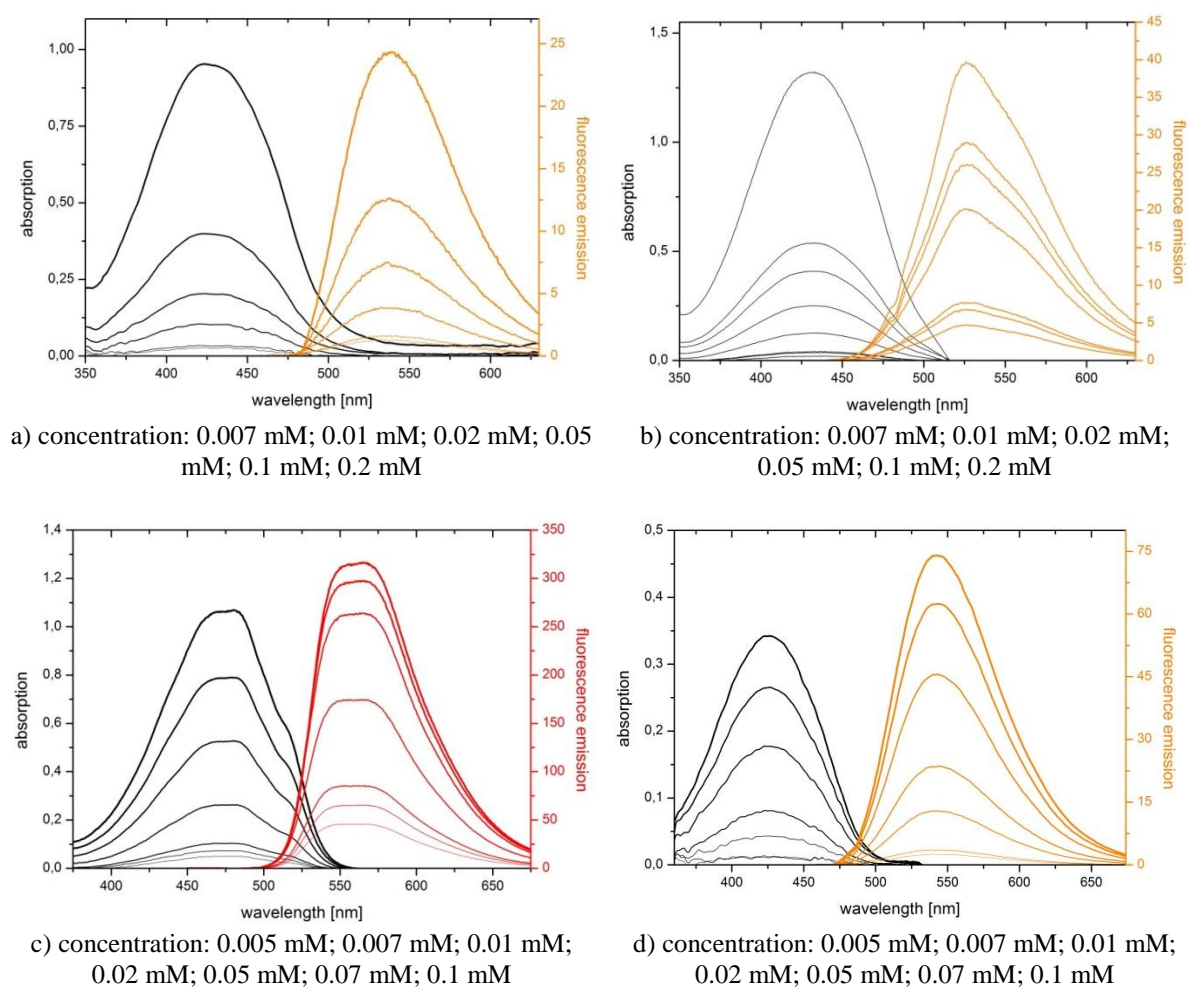 1,00
0,75
0,50
0,25
0,00
absorption
350 400 450 500 550 600
wavelength [nm]
25
20
15
10
5
0
fluorescence emission
a) concentration: 0.007 mM; 0.01 mM; 0.02 mM; 0.05
mM; 0.1 mM; 0.2 mM
1,5
1,0
0,5
0,0
absorption
350 400 450 500 550 600
wavelength [nm]
45
40
35
30
25
20
15
10
5
0
fluorescence emission
b) concentration: 0.007 mM; 0.01 mM; 0.02 mM;
0.05 mM; 0.1 mM; 0.2 mM
1,4
1,2
1,0
0,8
0,6
0,4
0,2
0,0
absorption
400 450 500 550 600 650
wavelength [nm]
350
300
250
200
150
100
50
0
fluorescence emission
c) concentration: 0.005 mM; 0.007 mM; 0.01 mM;
0.02 mM; 0.05 mM; 0.07 mM; 0.1 mM
0,5
0,4
0,3
0,2
0,1
0,0
absorption
400 450 500 550 600 650
wavelength [nm]
75
60
45
30
15
0
fluorescence emission
d) concentration: 0.005 mM; 0.007 mM; 0.01 mM;
0.02 mM; 0.05 mM; 0.07 mM; 0.1 mM